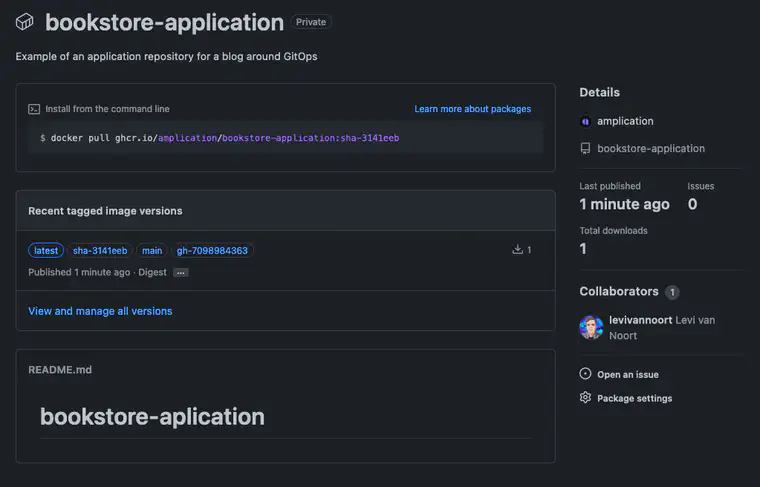 bookstore-application Private
Example of an application repository for a blog around GitOps
Install from the command line Learn more about packages
$ docker pull ghcr.io/amplication/bookstore-application:sha-3141eeb
Recent tagged image versions
latest sha-3141eeb main gh-7098984363 1
Published 1 minute ago · Digest ...
View and manage all versions
README.md
bookstore-aplication
Details
amplication
bookstore-application
Last published Issues
1 minute ago 0
Total downloads
1
Collaborators 1
levivannoort Levi van
Noort
Open an issue
Package settings